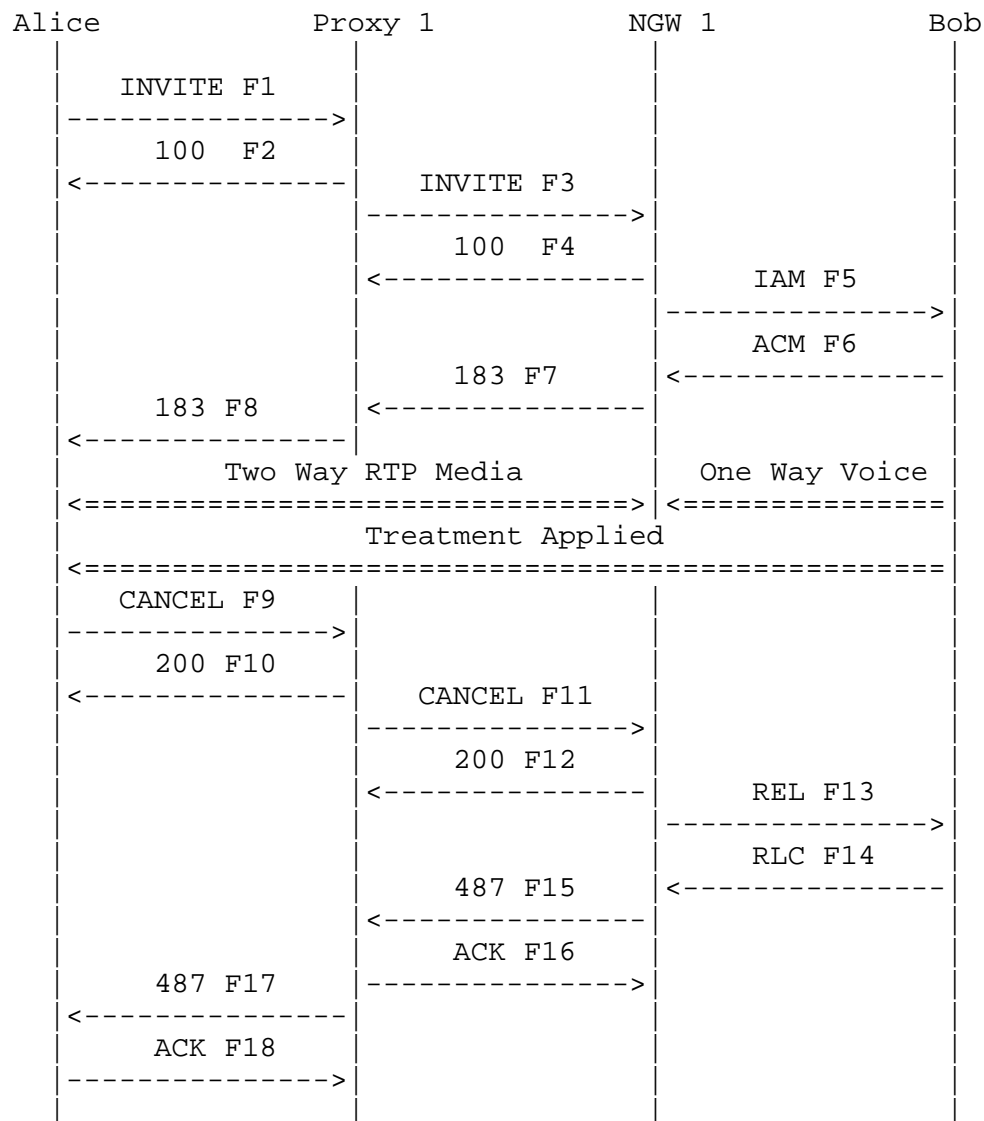 Alice Proxy 1 NGW 1 Bob
INVITE F1
100 F2
INVITE F3
100 F4
IAM F5
ACM F6
183 F7
183 F8
Two Way RTP Media One Way Voice
Treatment Applied
CANCEL F9
200 F10
CANCEL F11
200 F12
REL F13
RLC F14
487 F15
ACK F16
487 F17
ACK F18